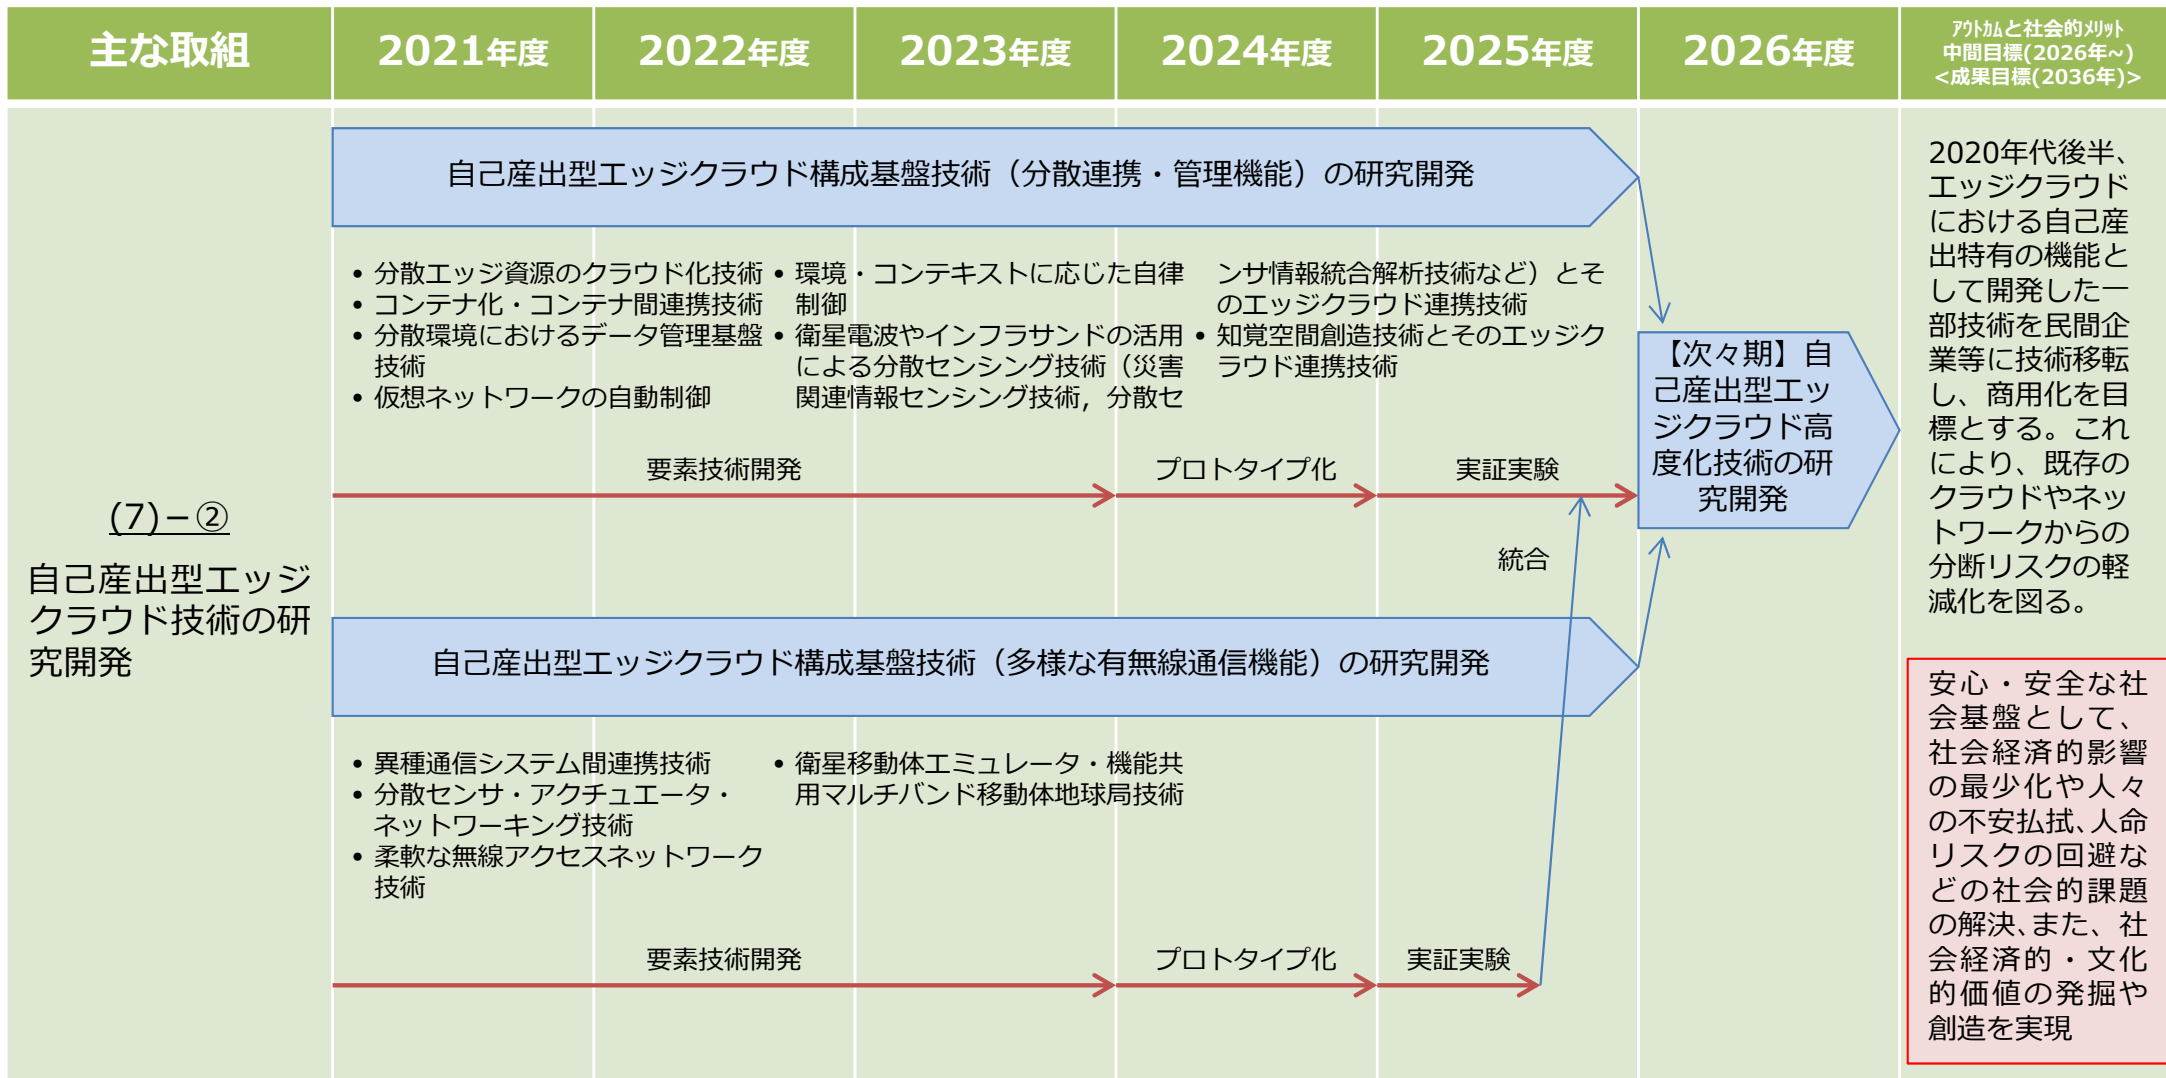 主な取組
2021年度
2022年度
2023年度
2024年度
2025年度
2026年度
ｱｳﾄｶﾑと社会的ﾒﾘｯﾄ
中間目標(2026年~)
<成果目標(2036年)>
(7)－②
自己産出型エッジ
クラウド技術の研
究開発
自己産出型エッジクラウド構成基盤技術（分散連携・管理機能）の研究開発
• 分散エッジ資源のクラウド化技術
• コンテナ化・コンテナ間連携技術
• 分散環境におけるデータ管理基盤
技術
• 仮想ネットワークの自動制御
• 環境・コンテキストに応じた自律
制御
• 衛星電波やインフラサンドの活用
による分散センシング技術（災害
関連情報センシング技術，分散セ
ンサ情報統合解析技術など）とそ
のエッジクラウド連携技術
• 知覚空間創造技術とそのエッジク
ラウド連携技術
要素技術開発
プロトタイプ化
実証実験
統合
自己産出型エッジクラウド構成基盤技術（多様な有無線通信機能）の研究開発
• 異種通信システム間連携技術
• 分散センサ・アクチュエータ・
ネットワーキング技術
• 柔軟な無線アクセスネットワーク
技術
• 衛星移動体エミュレータ・機能共
用マルチバンド移動体地球局技術
要素技術開発
プロトタイプ化
実証実験
【次々期】自
己産出型エッ
ジクラウド高
度化技術の研
究開発
2020年代後半、
エッジクラウド
における自己産
出特有の機能と
して開発した一
部技術を民間企
業等に技術移転
し、商用化を目
標とする。これ
により、既存の
クラウドやネッ
トワークからの
分断リスクの軽
減化を図る。
安心・安全な社
会基盤として、
社会経済的影響
の最少化や人々
の不安払拭、人命
リスクの回避な
どの社会的課題
の解決、また、社
会経済的・文化
的価値の発掘や
創造を実現